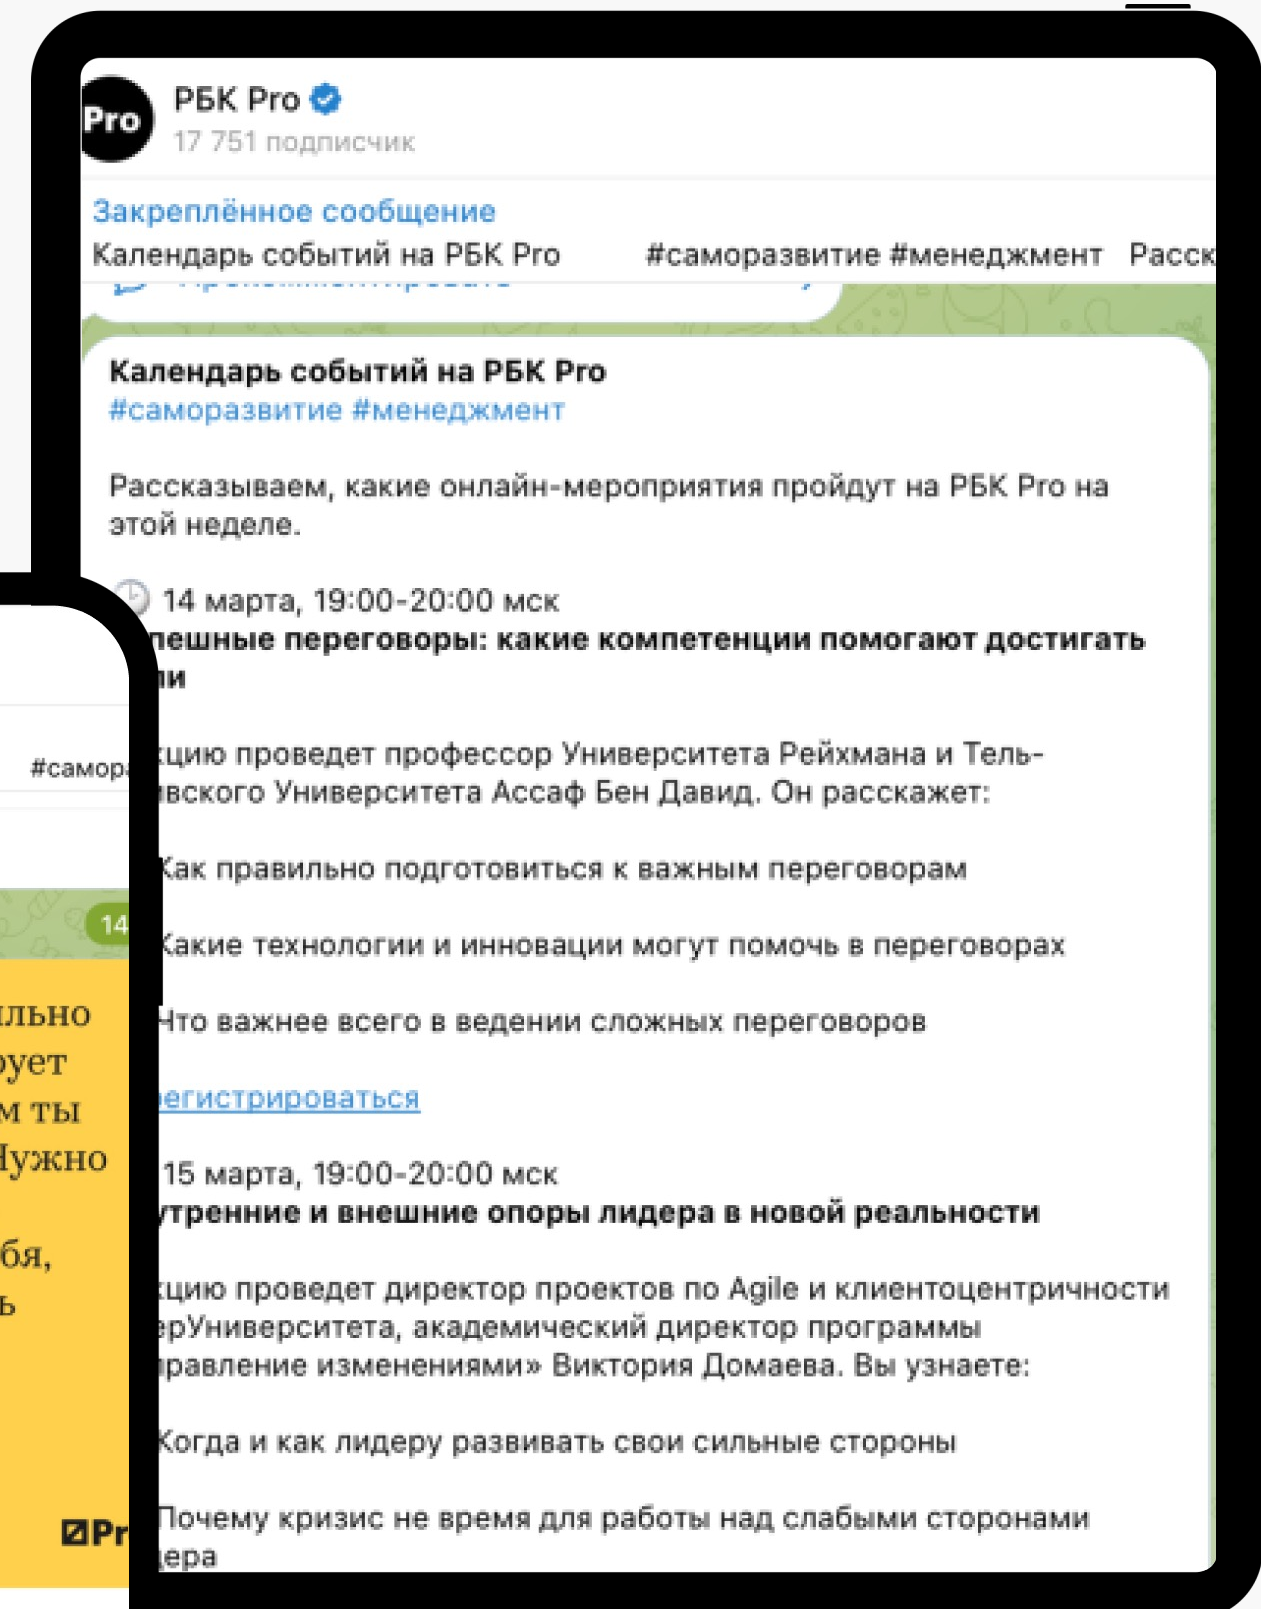 Pro
РБК Pro
17 751 подписчик
Закреплённое сообщение
Календарь событий на РБК Pro #саморазвитие #менеджмент Расск
Календарь событий на РБК Pro
#саморазвитие #менеджмент
Рассказываем, какие онлайн-мероприятия пройдут на РБК Pro на
этой неделе.
14 марта, 19:00-20:00 мск
пешные переговоры: какие компетенции помогают достигать
ли
кцию проведет профессор Университета Рейхмана и Тель-
ивского Университета Ассаф Бен Давид. Он расскажет:
Как правильно подготовиться к важным переговорам
Какие технологии и инновации могут помочь в переговорах
Что важнее всего в ведении сложных переговоров
регистрироваться
15 марта, 19:00-20:00 мск
утренние и внешние опоры лидера в новой реальности
кцию проведет директор проектов по Agile и клиентоцентричности
ерУниверситета, академический директор программы
правление изменениями» Виктория Домаева. Вы узнаете:
Когда и как лидеру развивать свои сильные стороны
Почему кризис не время для работы над слабыми сторонами
дера
#самора
14
льно
рует
м ты
Нужно
бя,
ь
Pr